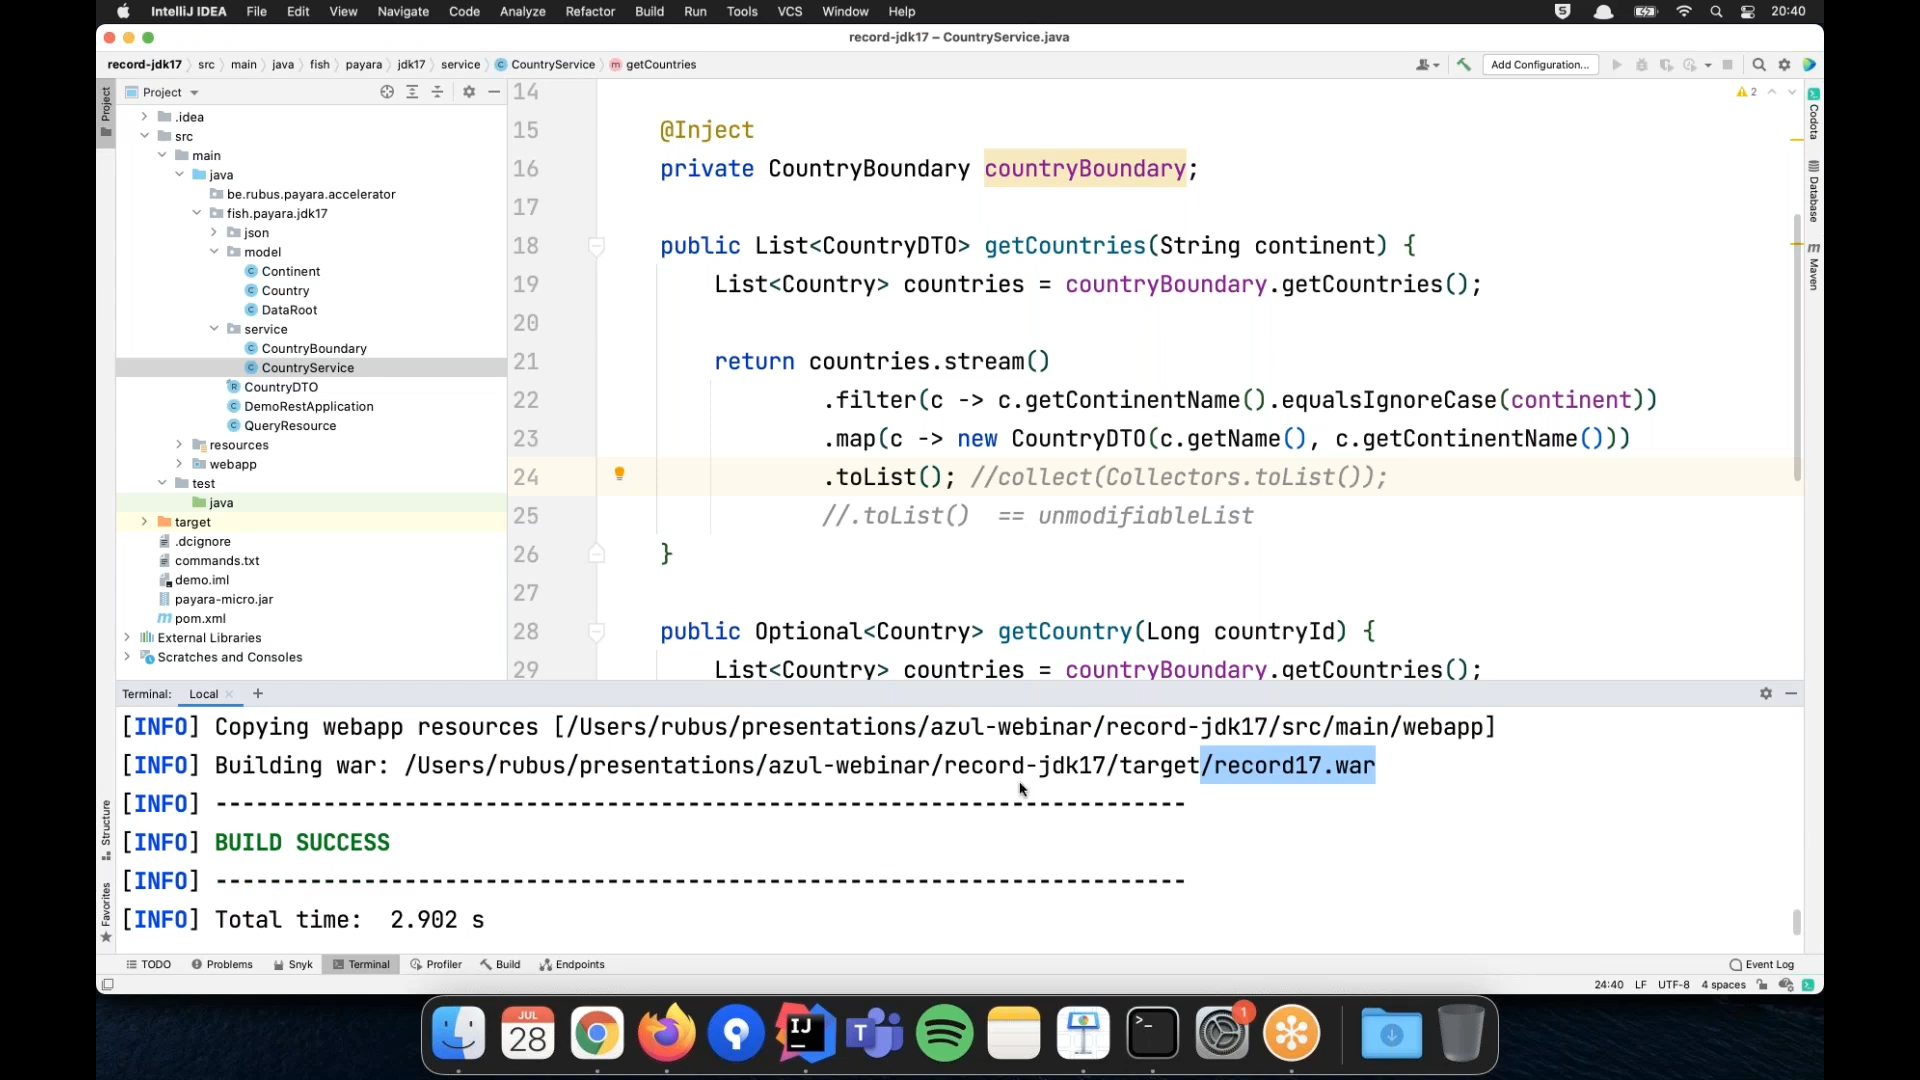 IntelliJ IDEA File Edit View Navigate Code Analyze Refactor Build Run Tools VCS Window Help 20:40
record-jdk17 – CountryService.java
record-jdk17 src main java fish payara jdk17 service CountryService getCountries Add Configuration...
Project
Project
.idea
src
main
java
be.rubus.payara.accelerator
fish.payara.jdk17
json
model
Continent
Country
DataRoot
service
CountryBoundary
CountryService
CountryDTO
DemoRestApplication
QueryResource
resources
webapp
test
java
target
.dcignore
commands.txt
demo.iml
payara-micro.jar
pom.xml
External Libraries
Scratches and Consoles
2
14
15 @Inject
16 private CountryBoundary countryBoundary;
17
18 public List<CountryDTO> getCountries(String continent) {
19 List<Country> countries = countryBoundary.getCountries();
20
21 return countries.stream()
22 .filter(c -> c.getContinentName().equalsIgnoreCase(continent))
23 .map(c -> new CountryDTO(c.getName(), c.getContinentName()))
24 .toList(); //collect(Collectors.toList());
25 //.toList() == unmodifiableList
26 }
27
28 public Optional<Country> getCountry(Long countryId) {
29 List<Country> countries = countryBoundary.getCountries();
Codota
Database
m
Maven
Terminal: Local +
[INFO] Copying webapp resources [/Users/rubus/presentations/azul-webinar/record-jdk17/src/main/webapp]
[INFO] Building war: /Users/rubus/presentations/azul-webinar/record-jdk17/target/record17.war
[INFO] ------------------------------------------------------------------------
[INFO] BUILD SUCCESS
[INFO] ------------------------------------------------------------------------
[INFO] Total time:  2.902 s
Structure
Favorites
TODO Problems Snyk Terminal Profiler Build Endpoints Event Log
24:40 LF UTF-8 4 spaces
JUL
28
IJ
T
>_
1